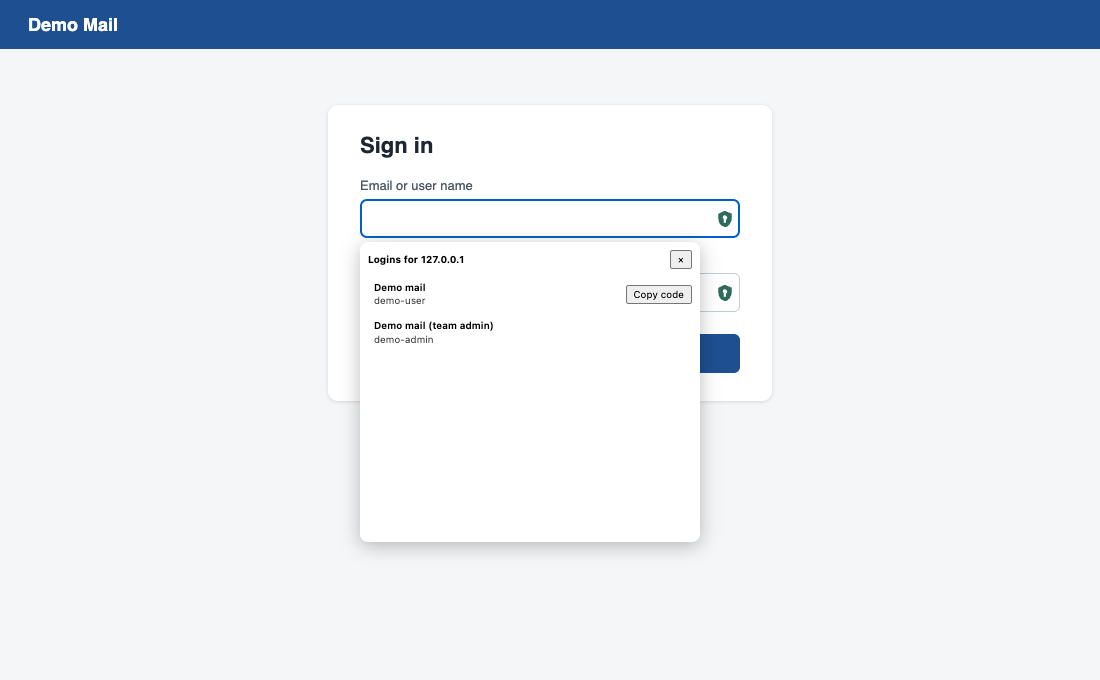 Demo Mail
Sign in
Email or user name
Logins for 127.0.0.1
×
Demo mail
demo-user
Copy code
Demo mail (team admin)
demo-admin